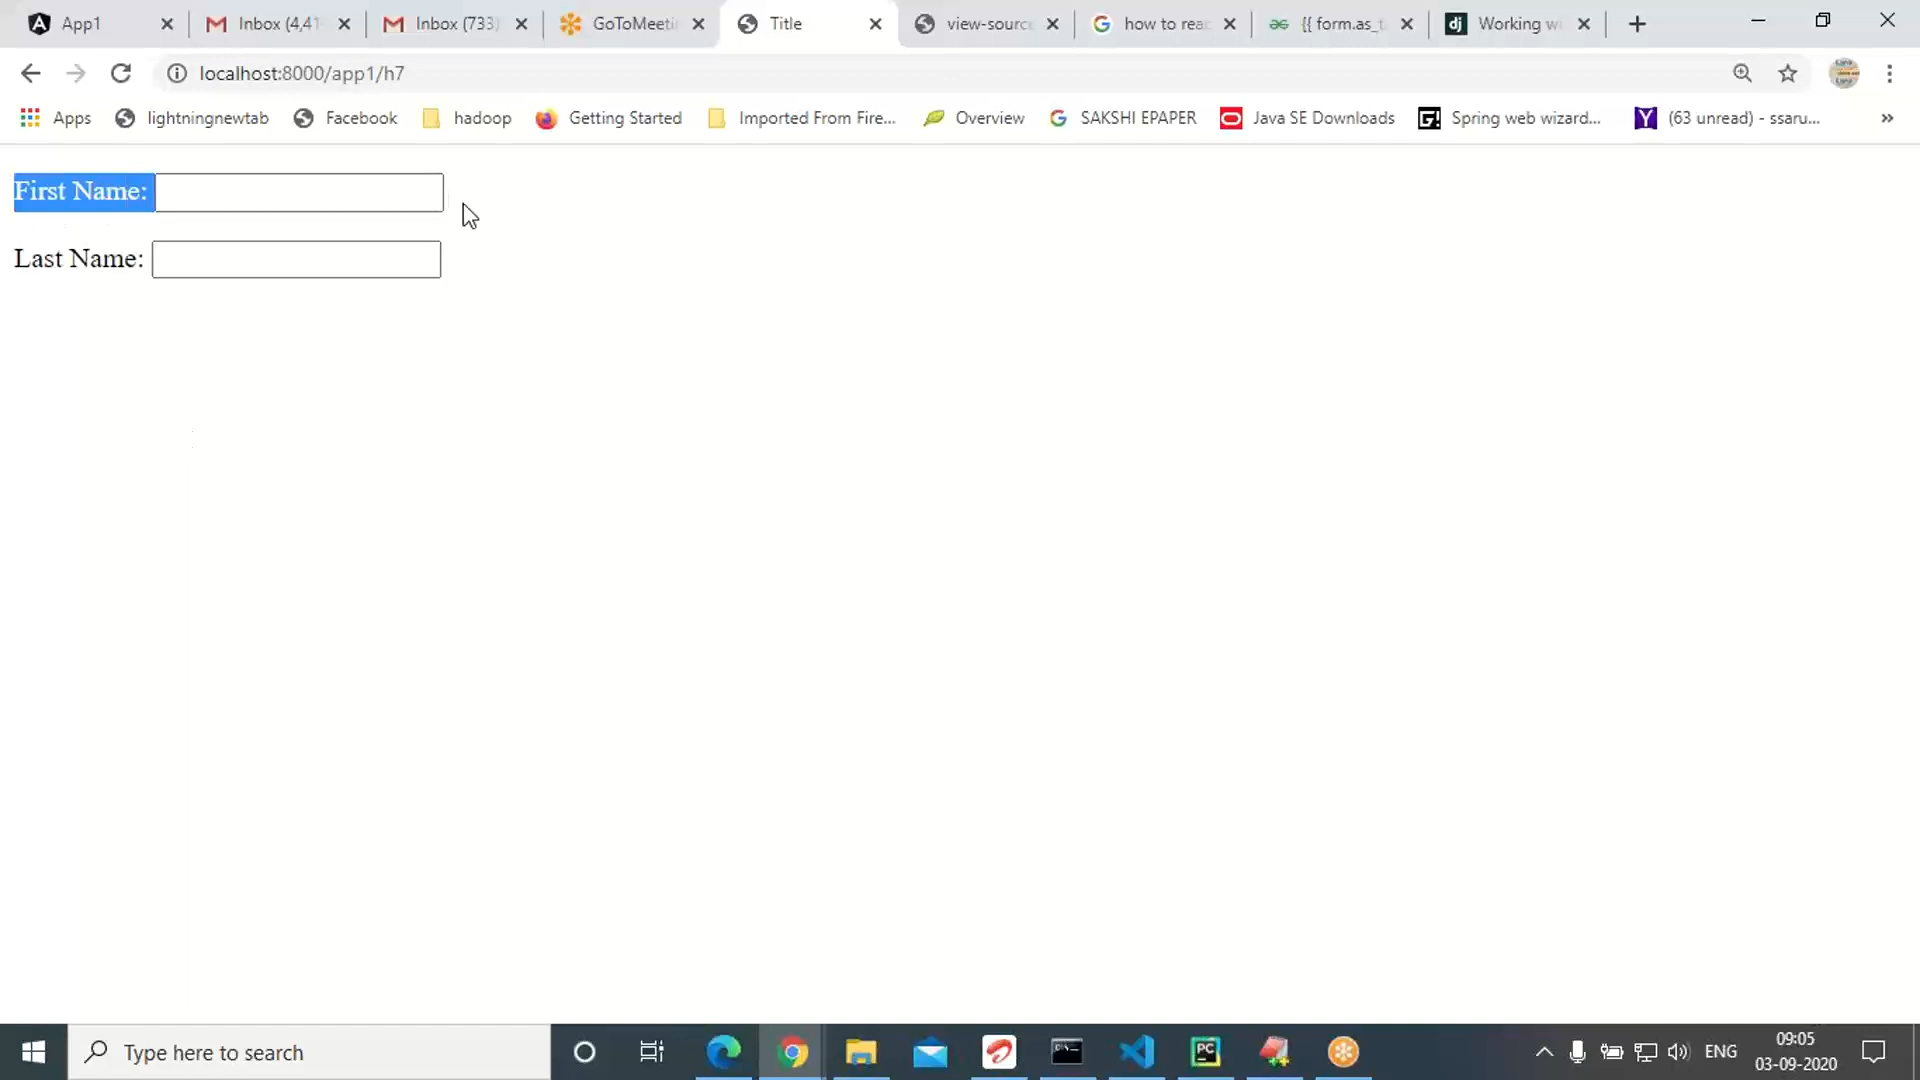 App1
Inbox (4,41
Inbox (733)
GoToMeeti
Title
view-sourc
how to rea
{{ form.as_t
Working w
localhost:8000/app1/h7
Apps
lightningnewtab
Facebook
hadoop
Getting Started
Imported From Fire...
Overview
SAKSHI EPAPER
Java SE Downloads
Spring web wizard...
(63 unread) - ssaru...
»
First Name:
Last Name:
Type here to search
ENG
09:05
03-09-2020